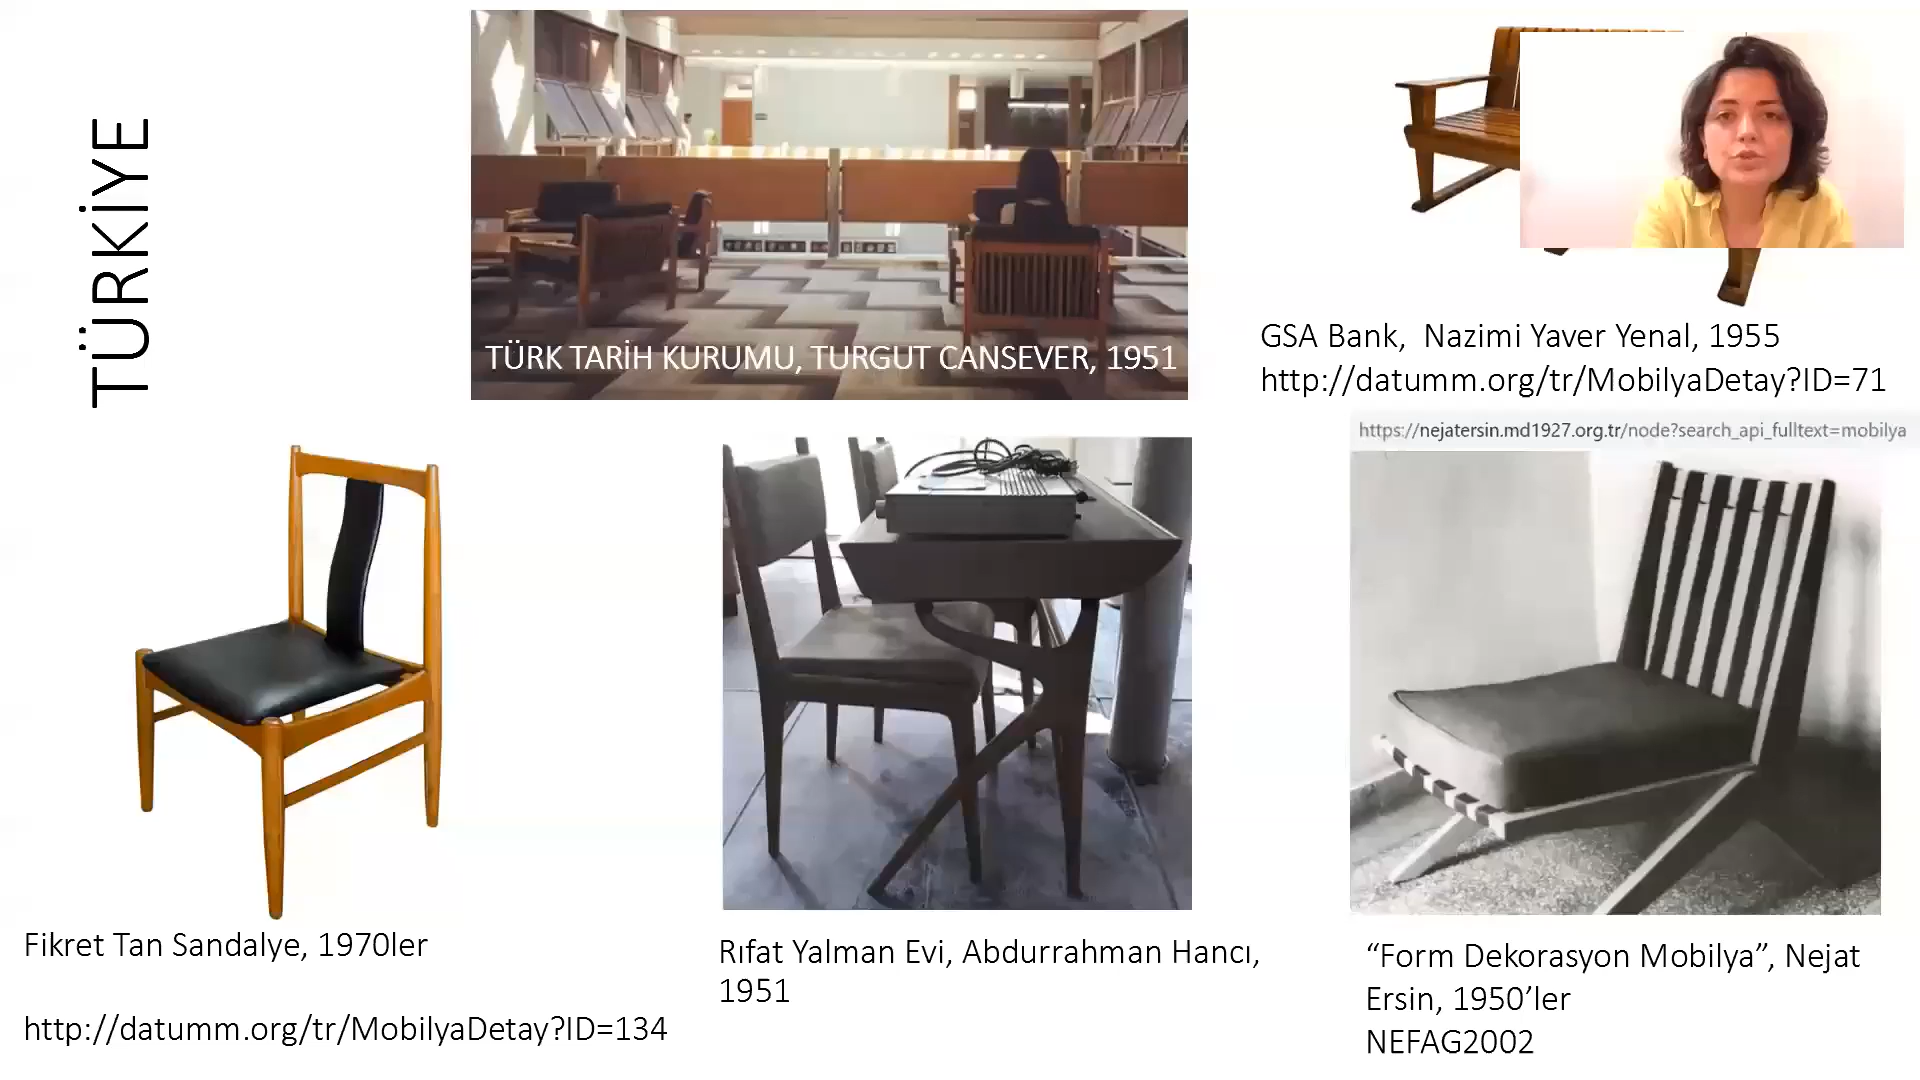 TÜRKİYE
TÜRK TARİH KURUMU, TURGUT CANSEVER, 1951
GSA Bank,  Nazimi Yaver Yenal, 1955
http://datumm.org/tr/MobilyaDetay?ID=71
https://nejatersin.md1927.org.tr/node?search_api_fulltext=mobilya
Fikret Tan Sandalye, 1970ler
http://datumm.org/tr/MobilyaDetay?ID=134
Rıfat Yalman Evi, Abdurrahman Hancı,
1951
“Form Dekorasyon Mobilya”, Nejat
Ersin, 1950’ler
NEFAG2002